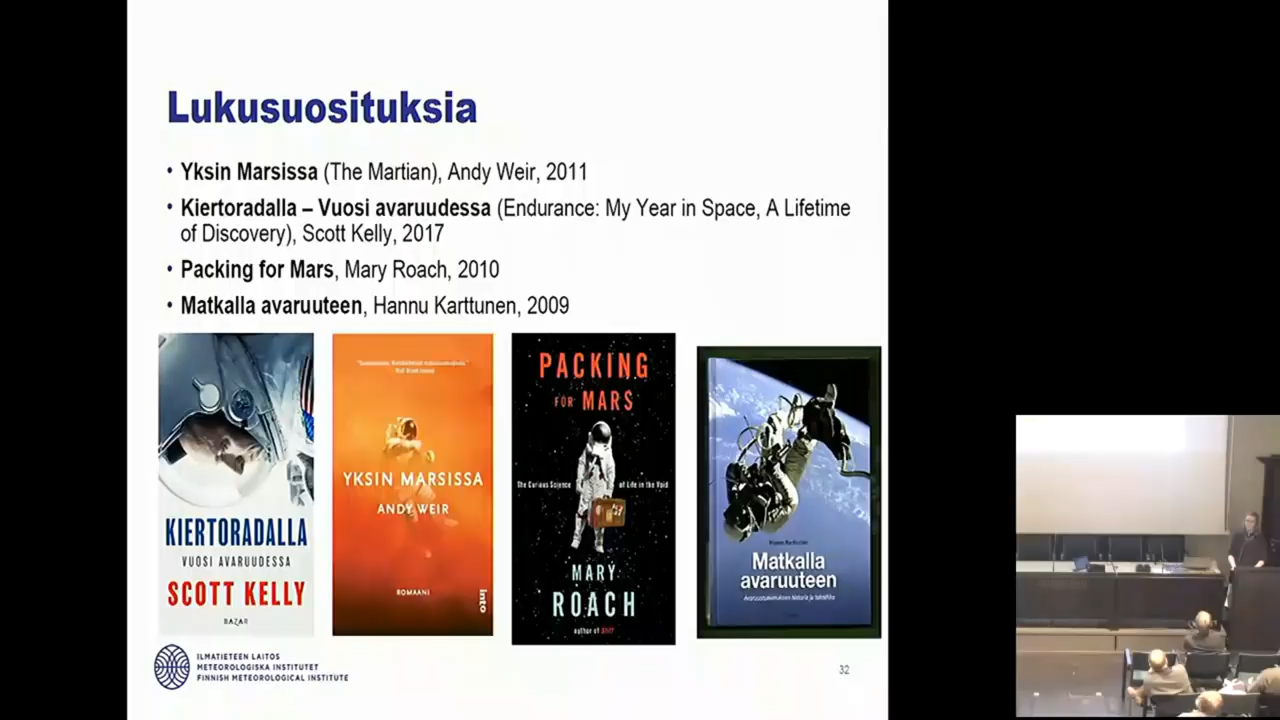 Lukusuosituksia
• Yksin Marsissa (The Martian), Andy Weir, 2011
• Kiertoradalla – Vuosi avaruudessa (Endurance: My Year in Space, A Lifetime
of Discovery), Scott Kelly, 2017
• Packing for Mars, Mary Roach, 2010
• Matkalla avaruuteen, Hannu Karttunen, 2009
KIERTORADALLA
VUOSI AVARUUDESSA
SCOTT KELLY
BAZAR
YKSIN MARSISSA
ANDY WEIR
ROMAANI
into
PACKING
FOR MARS
The Curious Science of Life in the Void
MARY
ROACH
author of
Hannu Karttunen
Matkalla
avaruuteen
ILMATIETEEN LAITOS
METEOROLOGISKA INSTITUTET
FINNISH METEOROLOGICAL INSTITUTE
32